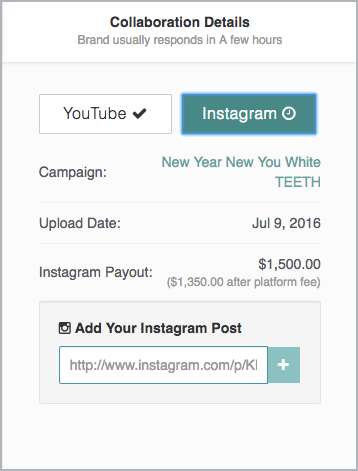 Collaboration Details
Brand usually responds in A few hours
YouTube
Instagram
Campaign:
New Year New You White
TEETH
Upload Date:
Jul 9, 2016
Instagram Payout:
$1,500.00
($1,350.00 after platform fee)
Add Your Instagram Post
http://www.instagram.com/p/